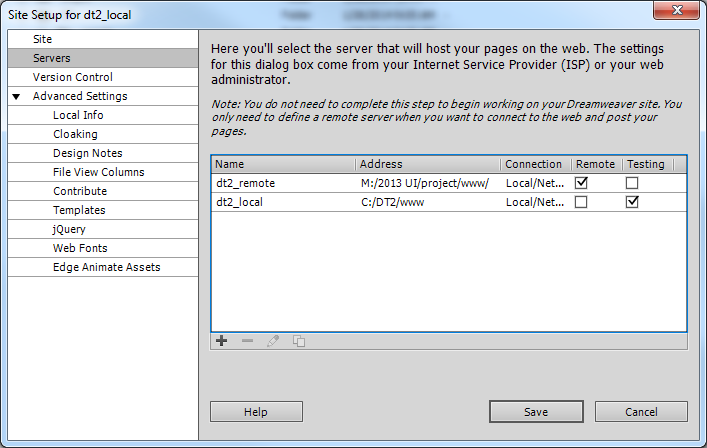 Site Setup for dt2_local
Site
Servers
Version Control
Advanced Settings
Local Info
Cloaking
Design Notes
File View Columns
Contribute
Templates
jQuery
Web Fonts
Edge Animate Assets
Here you'll select the server that will host your pages on the web. The settings
for this dialog box come from your Internet Service Provider (ISP) or your web
administrator.
Note: You do not need to complete this step to begin working on your Dreamweaver site. You
only need to define a remote server when you want to connect to the web and post your
pages.
Name Address Connection Remote Testing
dt2_remote M:/2013 UI/project/www/ Local/Net...
dt2_local C:/DT2/www Local/Net...
Help Save Cancel